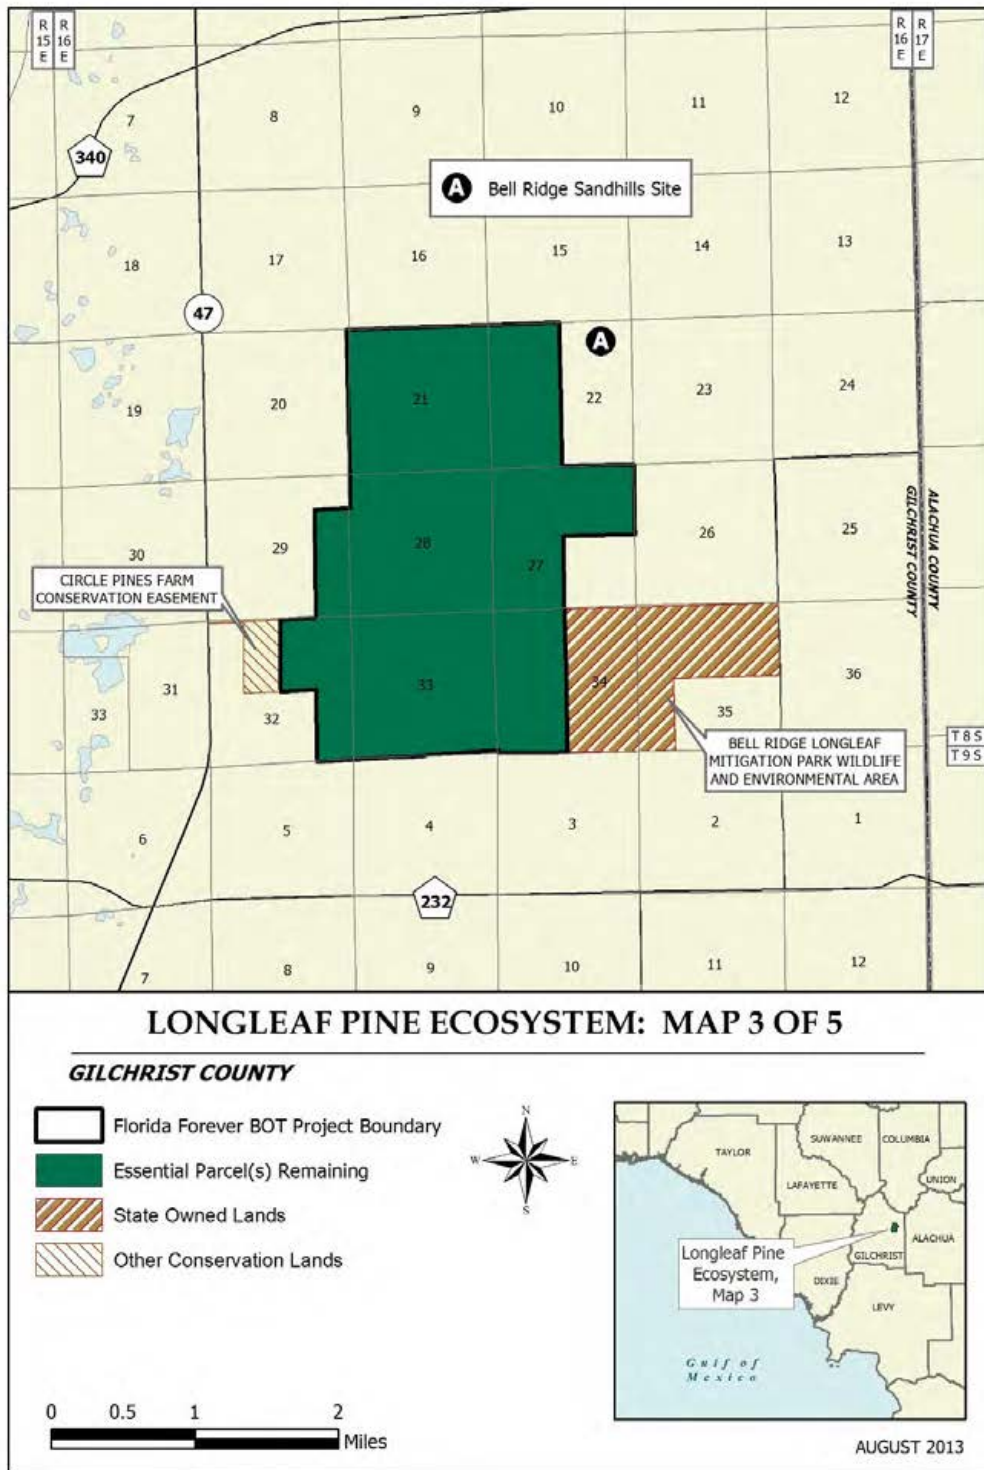 R
15
E
R
16
E
R
16
E
R
17
E
7
8
9
10
11
12
340
A Bell Ridge Sandhills Site
18
17
16
15
14
13
47
A
19
20
21
22
23
24
30
29
28
27
26
25
ALACHUA COUNTY
GILCHRIST COUNTY
CIRCLE PINES FARM
CONSERVATION EASEMENT
33
31
32
33
34
35
36
T8S
T9S
BELL RIDGE LONGLEAF
MITIGATION PARK WILDLIFE
AND ENVIRONMENTAL AREA
6
5
4
3
2
1
232
7
8
9
10
11
12
LONGLEAF PINE ECOSYSTEM: MAP 3 OF 5
GILCHRIST COUNTY
Florida Forever BOT Project Boundary
Essential Parcel(s) Remaining
State Owned Lands
Other Conservation Lands
N
W E
S
0 0.5 1 2
Miles
TAYLOR
SUWANNEE
COLUMBIA
LAFAYETTE
UNION
ALACHUA
GILCHRIST
Longleaf Pine
Ecosystem,
Map 3
DIXIE
LEVY
Gulf of
Mexico
AUGUST 2013